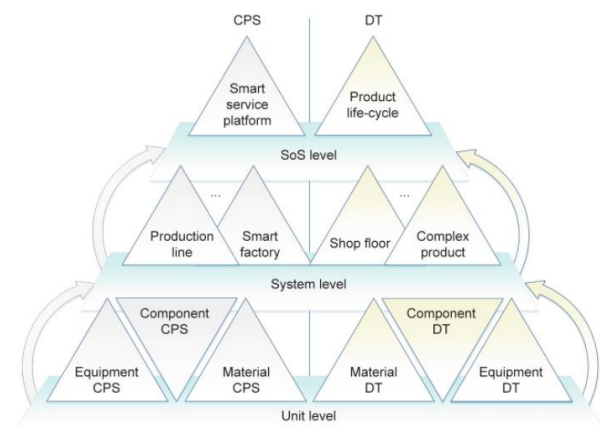 CPS
DT
Smart
service
platform
Product
life-cycle
SoS level
...
...
Production
line
Smart
factory
Shop floor
Complex
product
System level
Component
CPS
Component
DT
Equipment
CPS
Material
CPS
Material
DT
Equipment
DT
Unit level